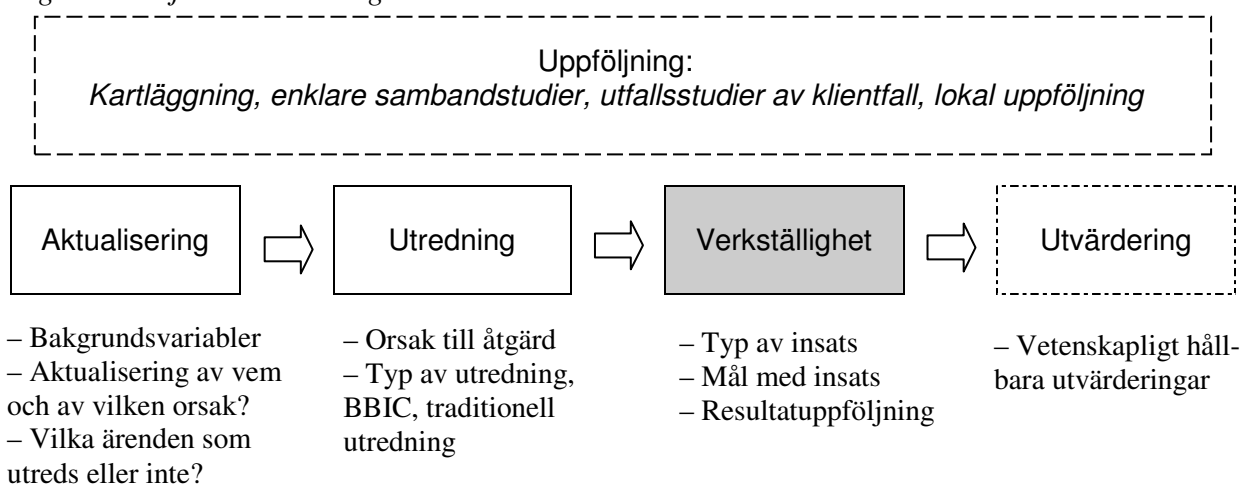 Uppföljning:
Kartläggning, enklare sambandstudier, utfallsstudier av klientfall, lokal uppföljning
Aktualisering
Utredning
Verkställighet
Utvärdering
– Bakgrundsvariabler
– Aktualisering av vem
och av vilken orsak?
– Vilka ärenden som
utreds eller inte?
– Orsak till åtgärd
– Typ av utredning,
BBIC, traditionell
utredning
– Typ av insats
– Mål med insats
– Resultatuppföljning
– Vetenskapligt håll-
bara utvärderingar